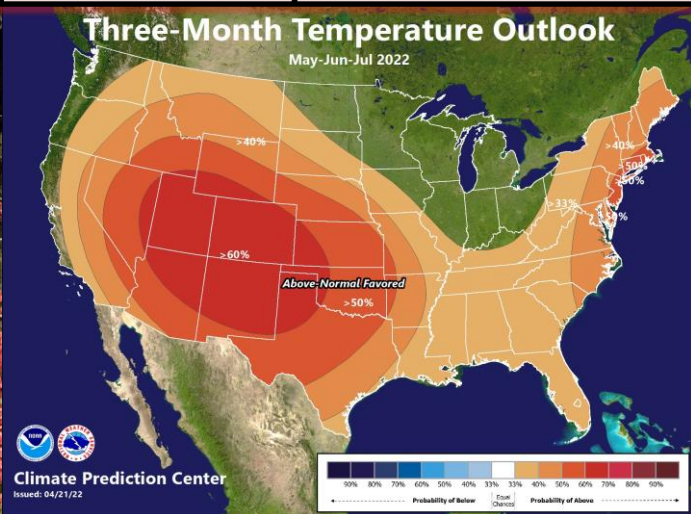 Three-Month Temperature Outlook
May-Jun-Jul 2022
>40%
>40%
>50%
>50%
>33%
>50%
>60%
Above-Normal Favored
>50%
NOAA
Climate Prediction Center
Issued: 04/21/22
90% 80% 70% 60% 50% 40% 33% 33% 40% 50% 60% 70% 80% 90%
Probability of Below Equal Chances Probability of Above